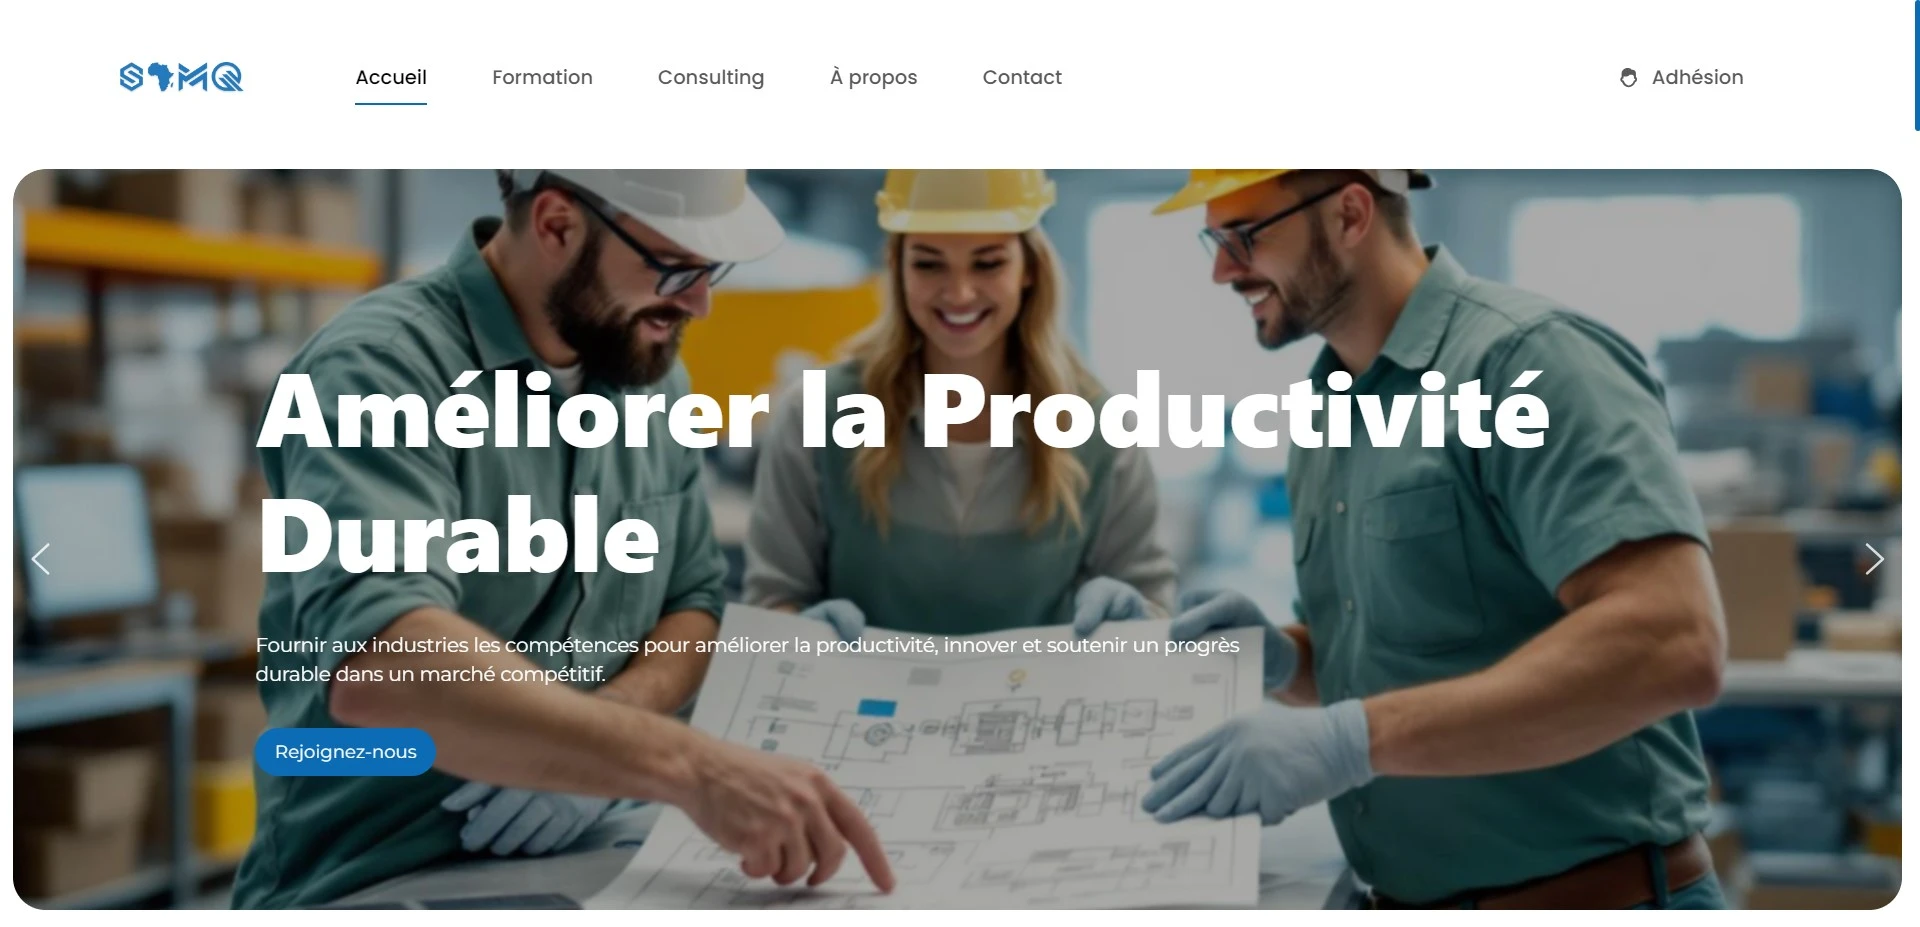 SAMQ
Accueil
Formation
Consulting
À propos
Contact
Adhésion
Améliorer la Productivité
Durable
Fournir aux industries les compétences pour améliorer la productivité, innover et soutenir un progrès
durable dans un marché compétitif.
Rejoignez-nous